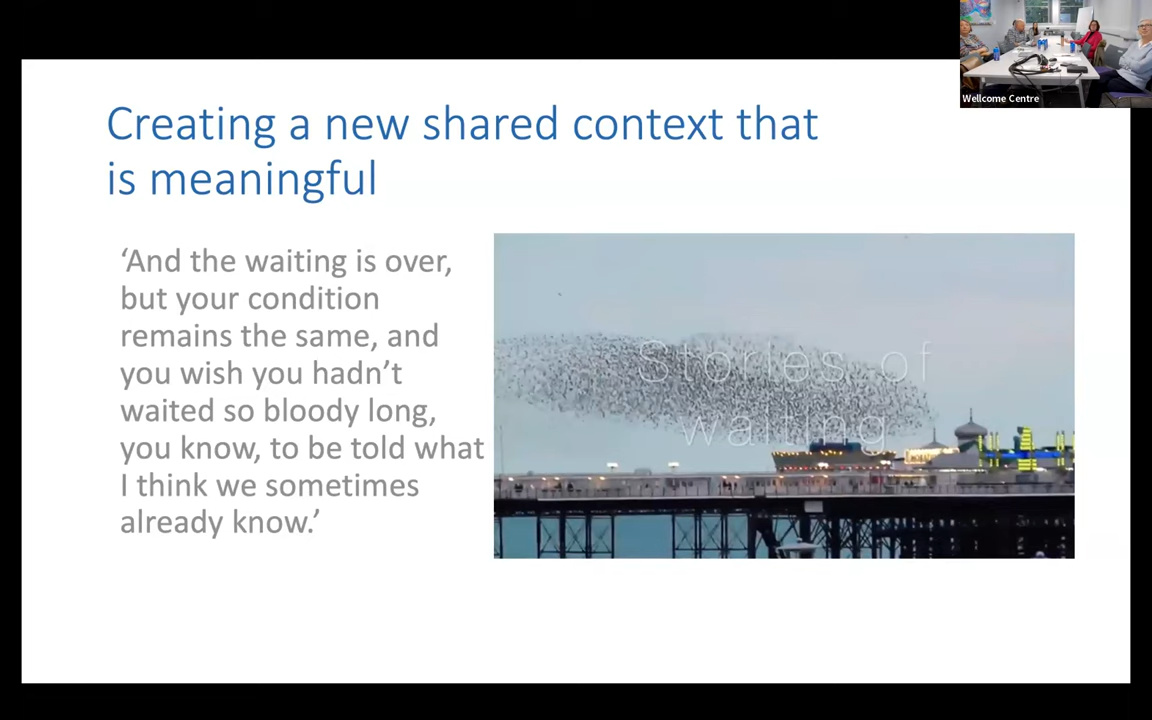 Wellcome Centre
Creating a new shared context that
is meaningful
‘And the waiting is over,
but your condition
remains the same, and
you wish you hadn’t
waited so bloody long,
you know, to be told what
I think we sometimes
already know.’
Stories of
waiting